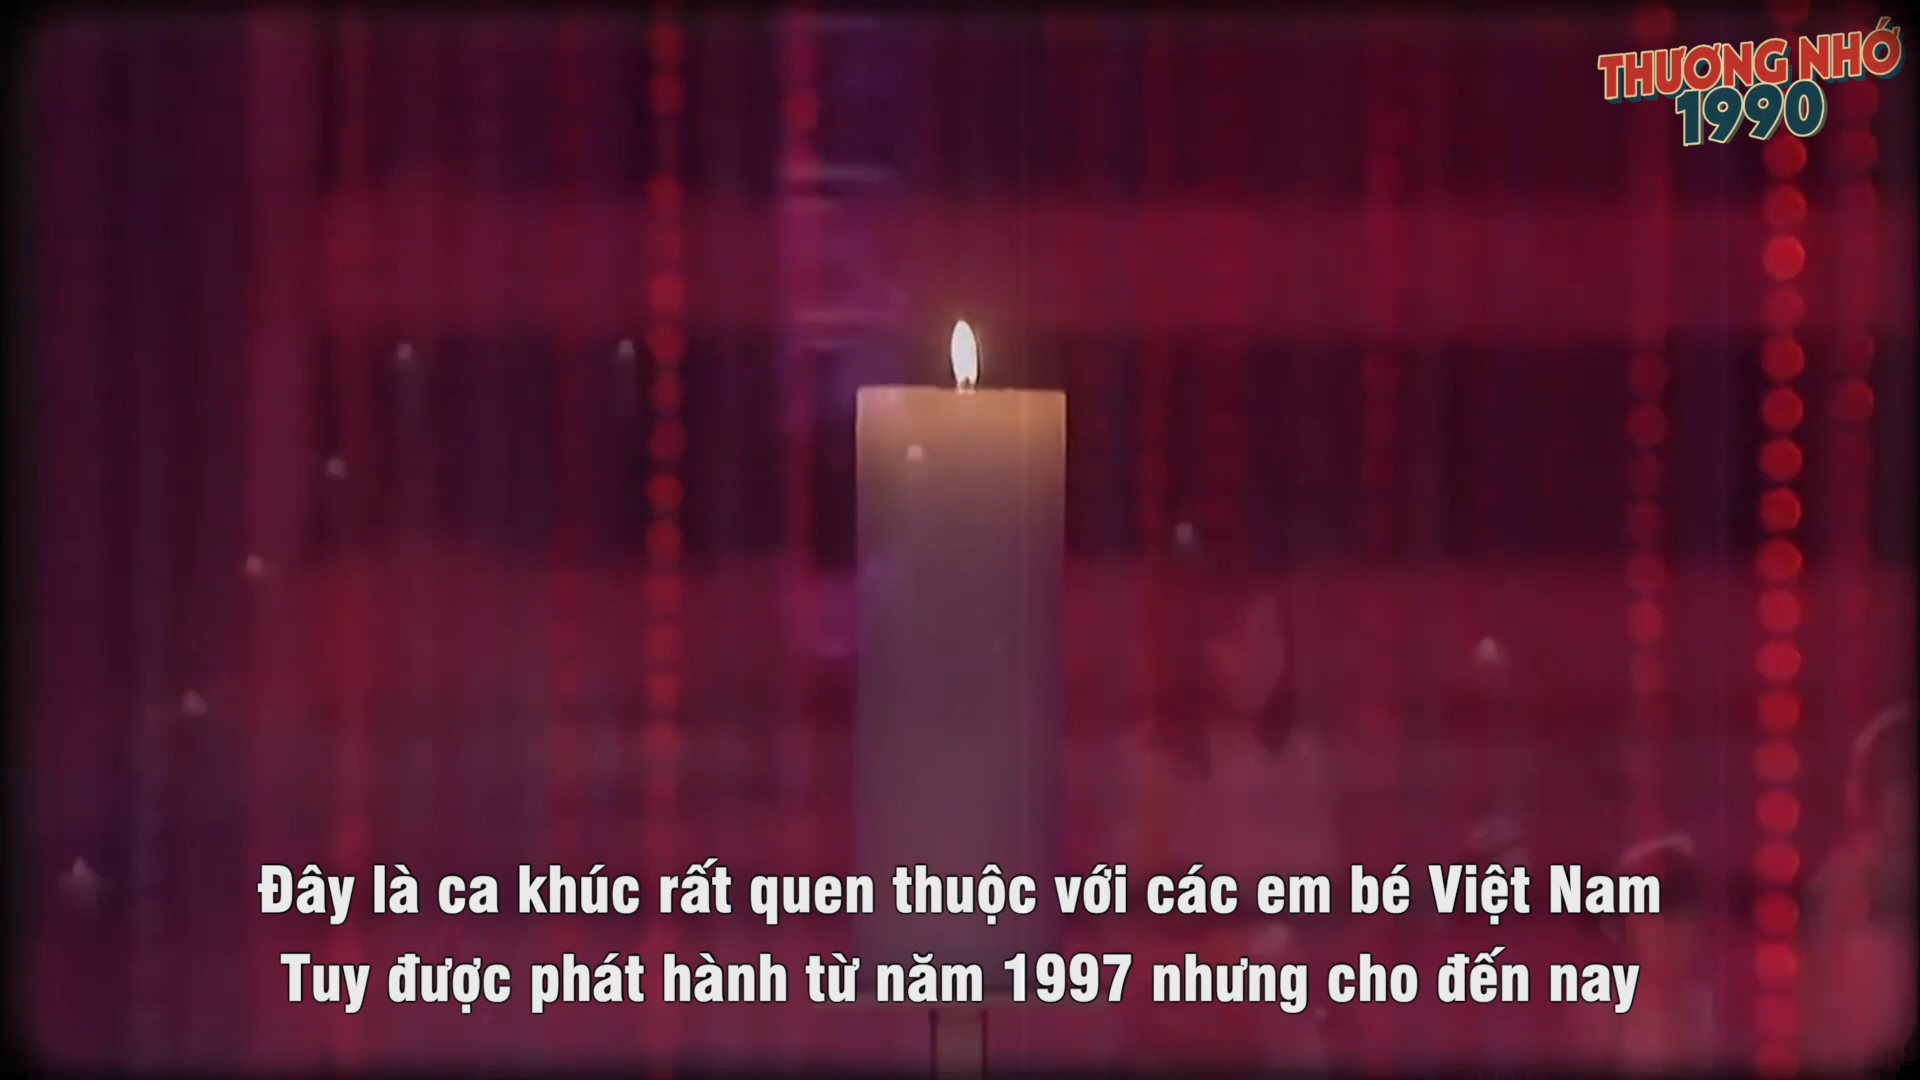 THƯƠNG NHỚ
1990
Đây là ca khúc rất quen thuộc với các em bé Việt Nam
Tuy được phát hành từ năm 1997 nhưng cho đến nay